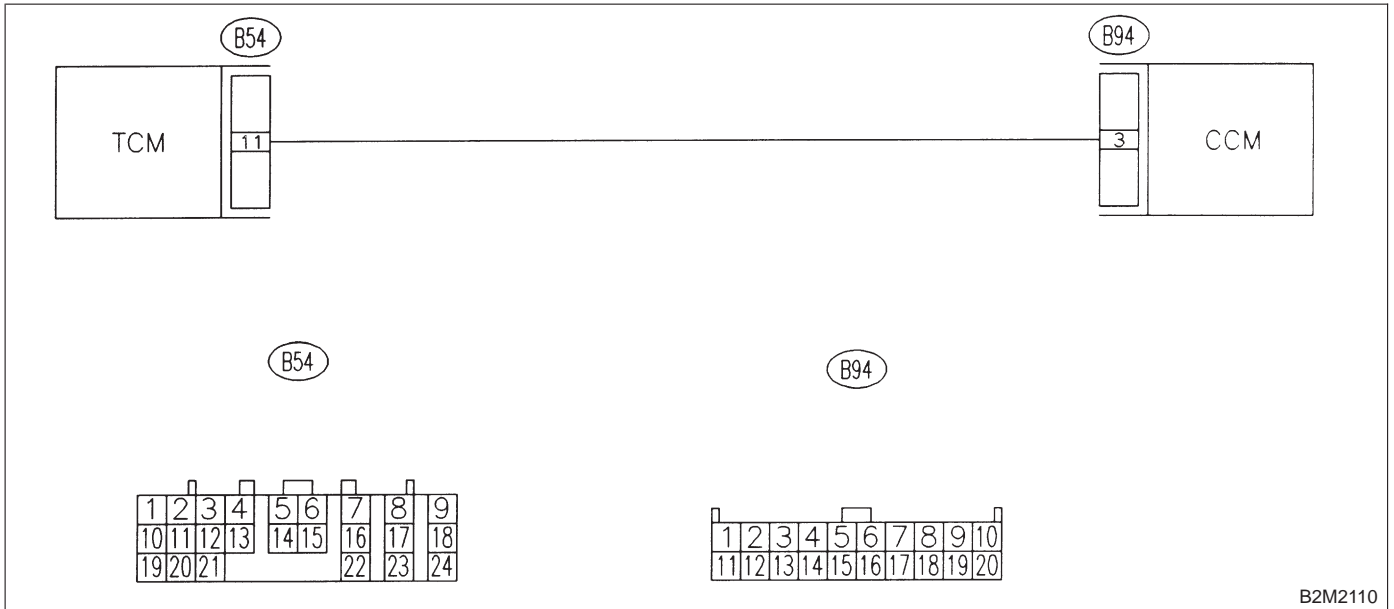 B54 B94
TCM 11 3 CCM
B54 B94
1 2 3 4 5 6 7 8 9
10 11 12 13 14 15 16 17 18
19 20 21 22 23 24
1 2 3 4 5 6 7 8 9 10
11 12 13 14 15 16 17 18 19 20
B2M2110